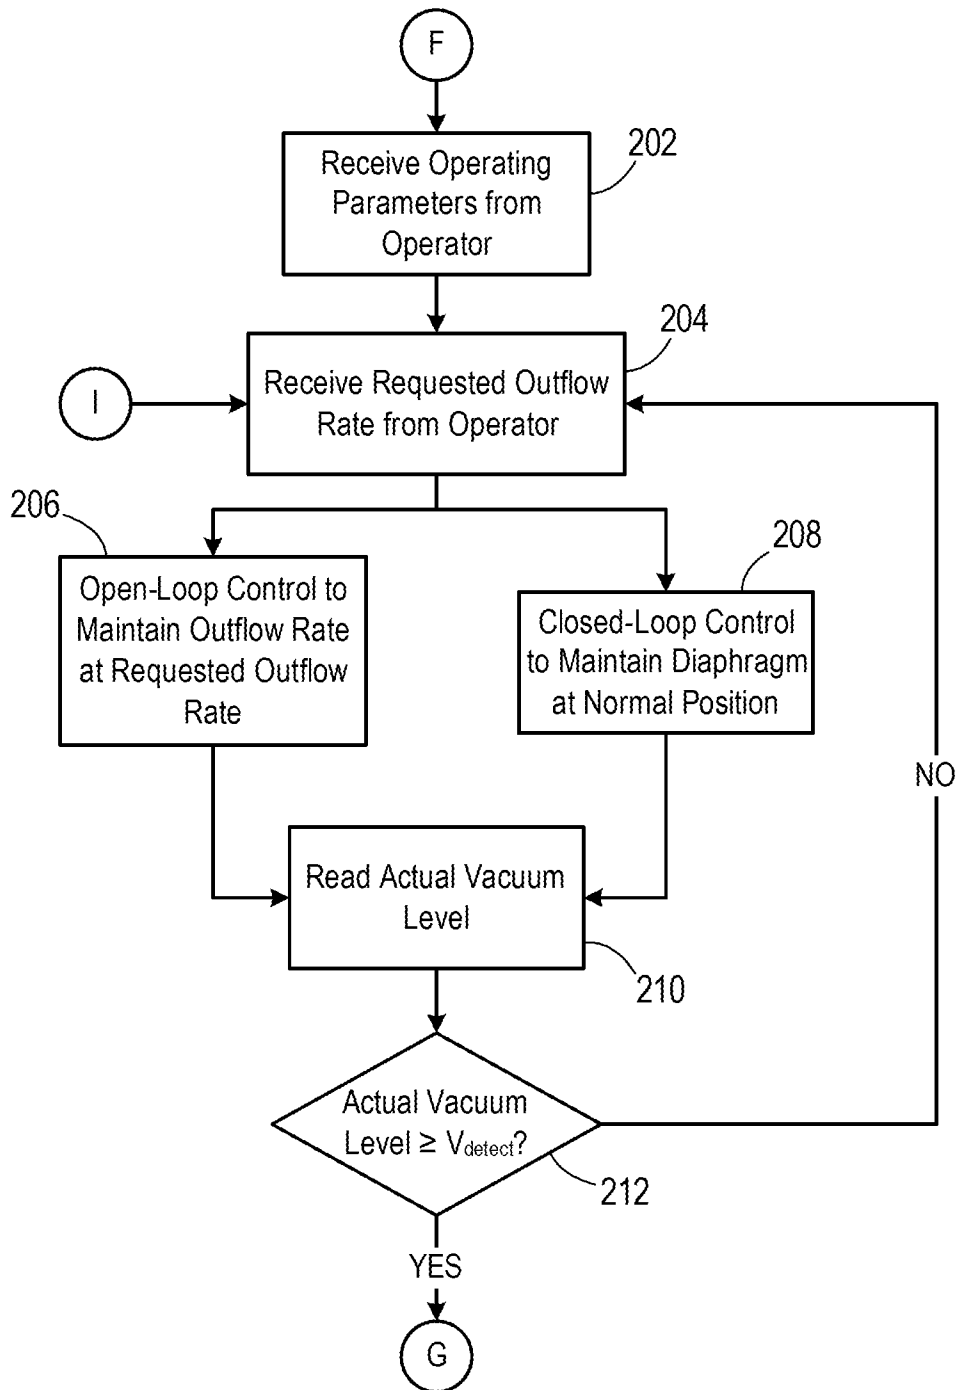 F
202
Receive Operating
Parameters from
Operator
204
Receive Requested Outflow
Rate from Operator
I
206
Open-Loop Control to
Maintain Outflow Rate
at Requested Outflow
Rate
208
Closed-Loop Control
to Maintain Diaphragm
at Normal Position
NO
Read Actual Vacuum
Level
210
Actual Vacuum
Level ≥ Vdetect?
212
YES
G